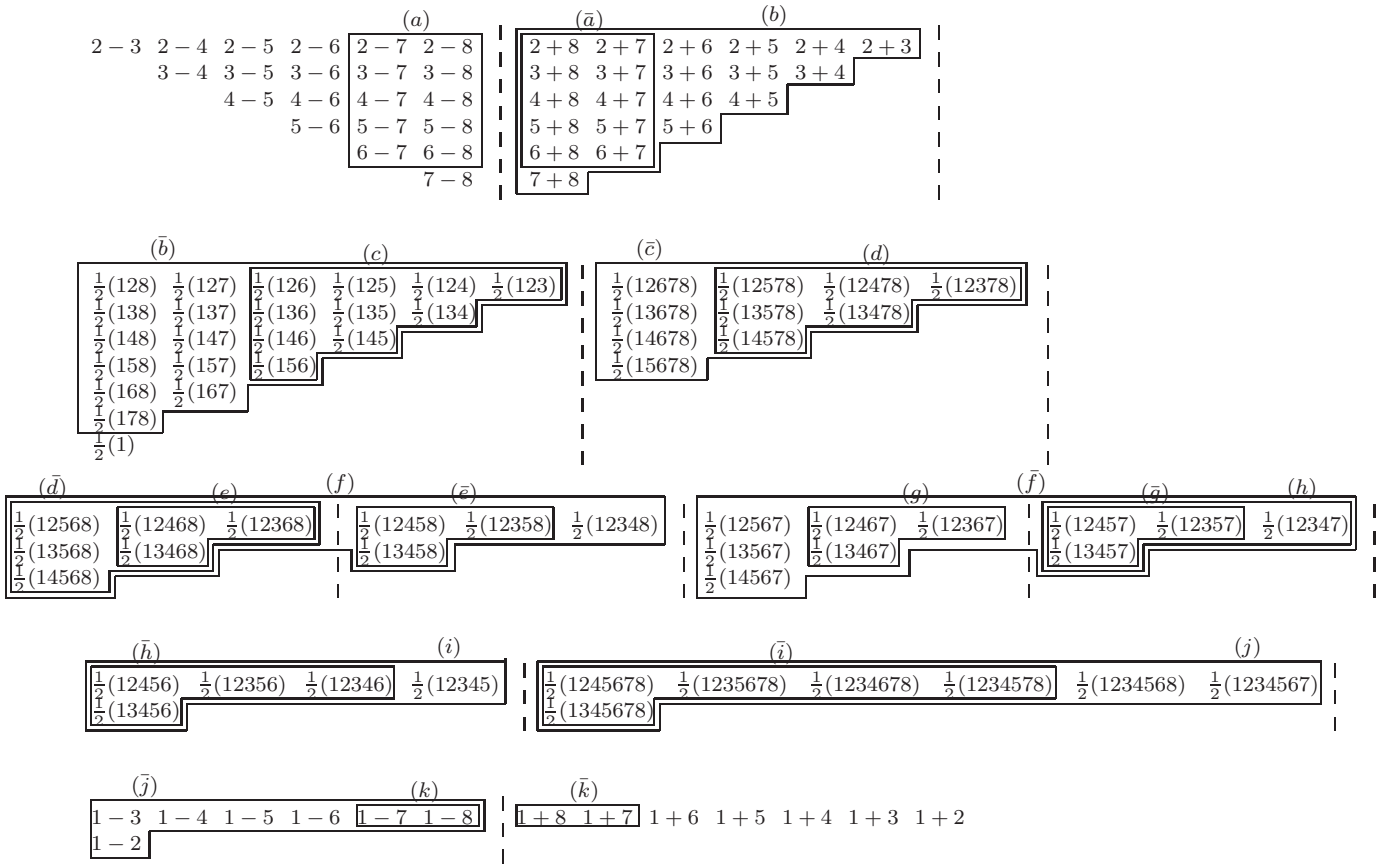 (a) (ā) (b)
2 − 3 2 − 4 2 − 5 2 − 6 2 − 7 2 − 8 2 + 8 2 + 7 2 + 6 2 + 5 2 + 4 2 + 3
3 − 4 3 − 5 3 − 6 3 − 7 3 − 8 3 + 8 3 + 7 3 + 6 3 + 5 3 + 4
4 − 5 4 − 6 4 − 7 4 − 8 4 + 8 4 + 7 4 + 6 4 + 5
5 − 6 5 − 7 5 − 8 5 + 8 5 + 7 5 + 6
6 − 7 6 − 8 6 + 8 6 + 7
7 − 8 7 + 8
(b̄) (c) (c̄) (d)
½(128) ½(127) ½(126) ½(125) ½(124) ½(123) ½(12678) ½(12578) ½(12478) ½(12378)
½(138) ½(137) ½(136) ½(135) ½(134) ½(13678) ½(13578) ½(13478)
½(148) ½(147) ½(146) ½(145) ½(14678) ½(14578)
½(158) ½(157) ½(156) ½(15678)
½(168) ½(167)
½(178)
½(1)
(d̄) (e) (f) (ē) (g) (f̄) (ḡ) (h)
½(12568) ½(12468) ½(12368) ½(12458) ½(12358) ½(12348) ½(12567) ½(12467) ½(12367) ½(12457) ½(12357) ½(12347)
½(13568) ½(13468) ½(13458) ½(13567) ½(13467) ½(13457)
½(14568) ½(14567)
(h̄) (i) (ī) (j)
½(12456) ½(12356) ½(12346) ½(12345) ½(1245678) ½(1235678) ½(1234678) ½(1234578) ½(1234568) ½(1234567)
½(13456) ½(1345678)
(j̄) (k) (k̄)
1 − 3 1 − 4 1 − 5 1 − 6 1 − 7 1 − 8 1 + 8 1 + 7 1 + 6 1 + 5 1 + 4 1 + 3 1 + 2
1 − 2